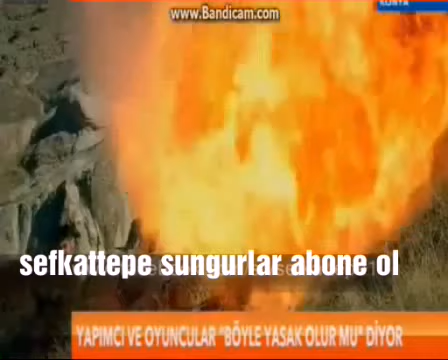 www.Bandicam.com
KONYA
sefkattepe sungurlar abone ol
YAPIMCI VE OYUNCULAR "BÖYLE YASAK OLUR MU" DİYOR